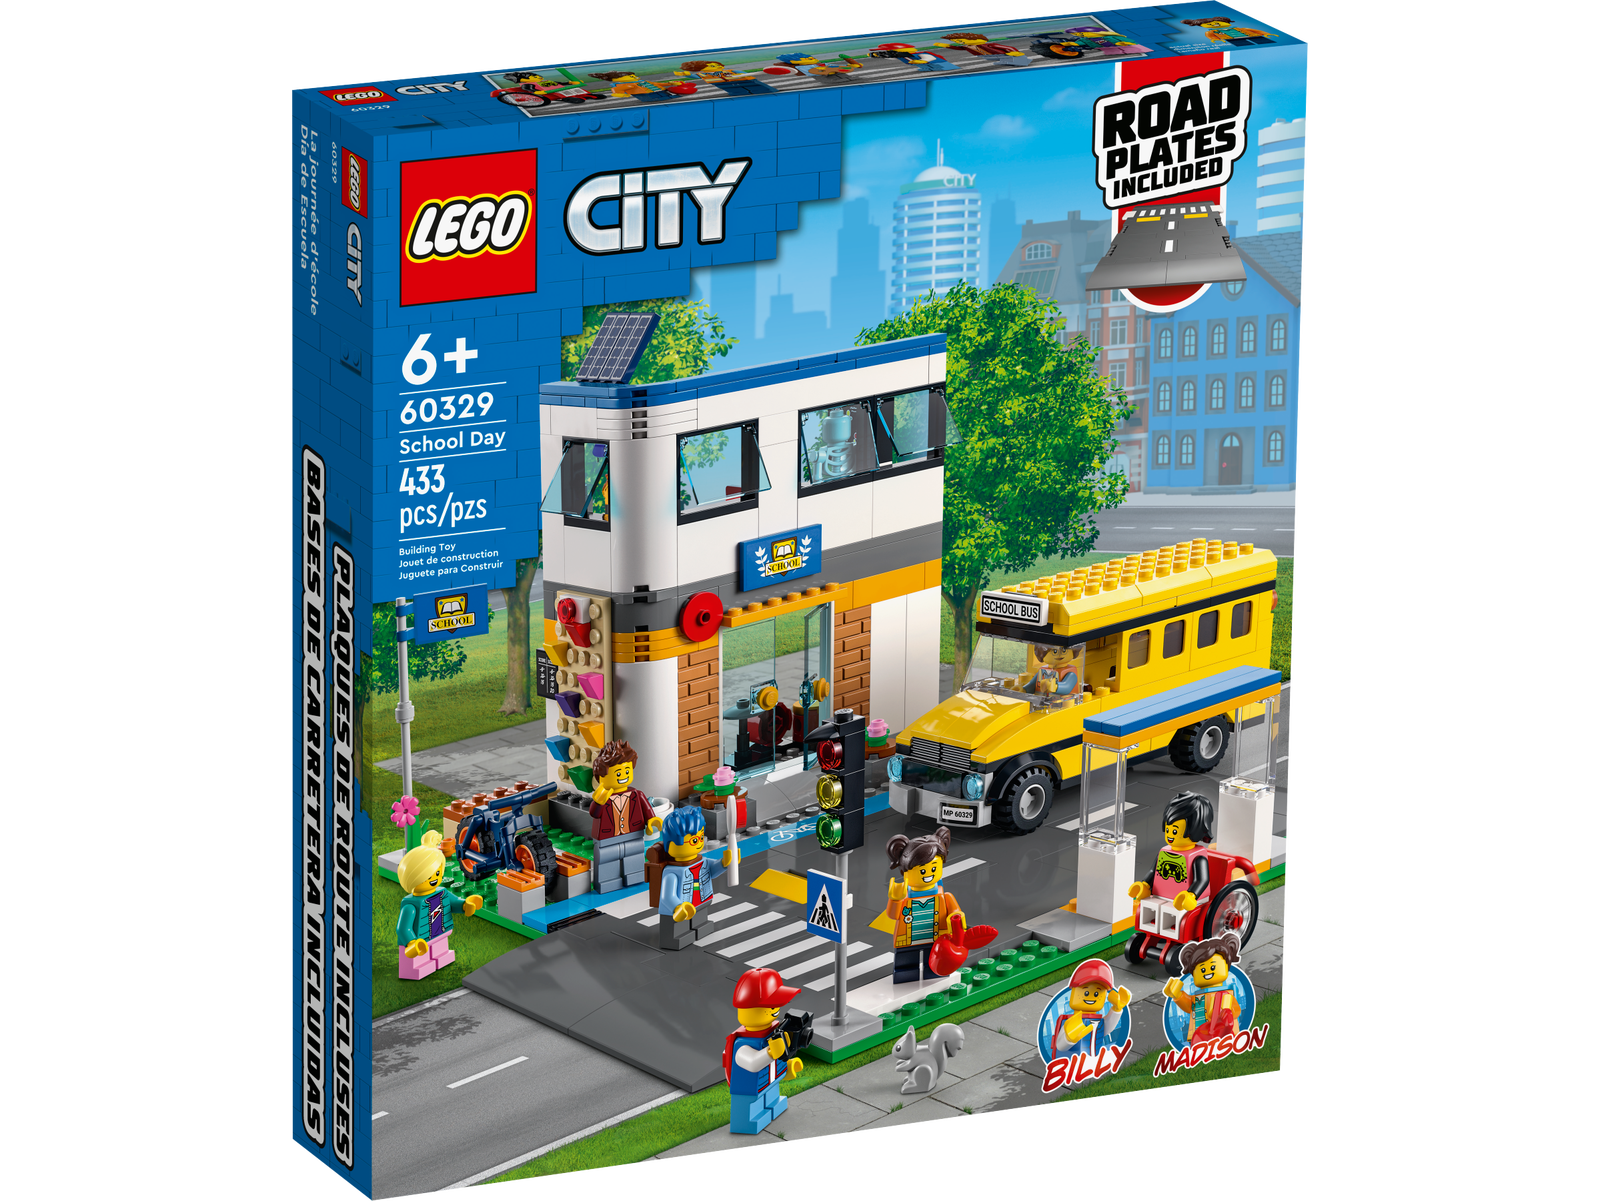 LEGO CITY
60329
LEGO CITY
60329
La journée d'école
Día de Escuela
PLAQUES DE ROUTE INCLUSES
BASES DE CARRETERA INCLUIDAS
LEGO CITY
6+
60329
School Day
433
pcs/pzs
Building Toy
Jouet de construction
Juguete para Construir
ROAD
PLATES
INCLUDED
CITY
SCHOOL
SCHOOL
SCHOOL BUS
MP 60329
BILLY
MADISON